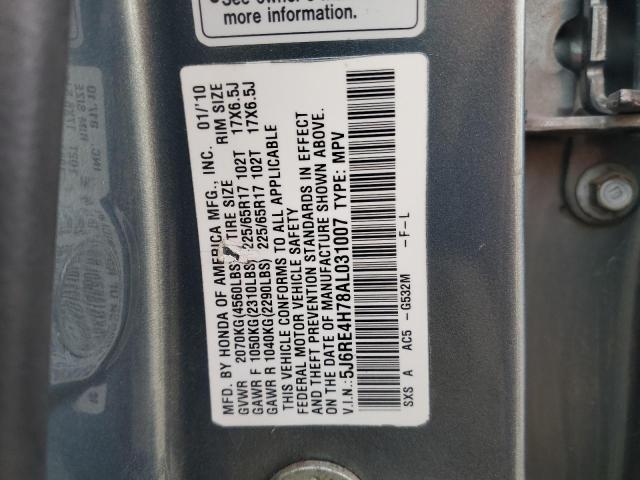 See owner's
more information.
MFD. BY HONDA OF AMERICA MFG., INC. 01/'10
GVWR 2070KG(4560LBS) TIRE SIZE RIM SIZE
GAWR F 1050KG(2310LBS) 225/65R17 102T 17X6.5J
GAWR R 1040KG(2290LBS) 225/65R17 102T 17X6.5J
THIS VEHICLE CONFORMS TO ALL APPLICABLE
FEDERAL MOTOR VEHICLE SAFETY
AND THEFT PREVENTION STANDARDS IN EFFECT
ON THE DATE OF MANUFACTURE SHOWN ABOVE.
V.I.N.: 5J6RE4H78AL031007 TYPE: MPV
SXS A AC5 - G532M - F - L